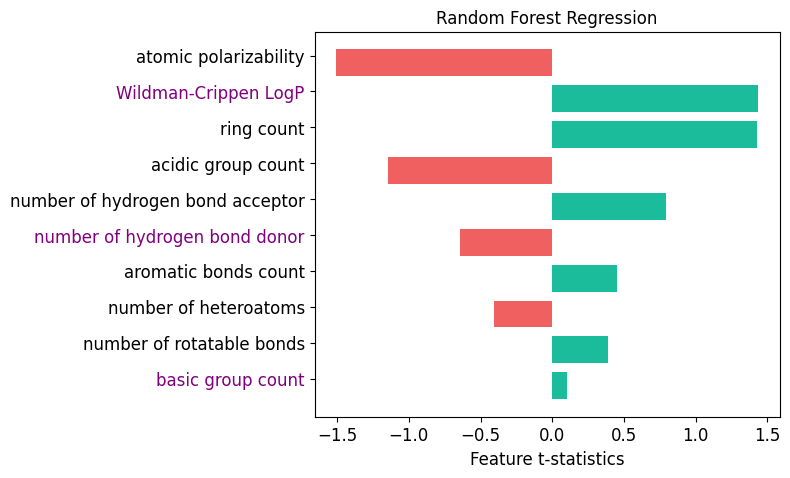 Random Forest Regression
atomic polarizability
Wildman-Crippen LogP
ring count
acidic group count
number of hydrogen bond acceptor
number of hydrogen bond donor
aromatic bonds count
number of heteroatoms
number of rotatable bonds
basic group count
−1.5 −1.0 −0.5 0.0 0.5 1.0 1.5
Feature t-statistics